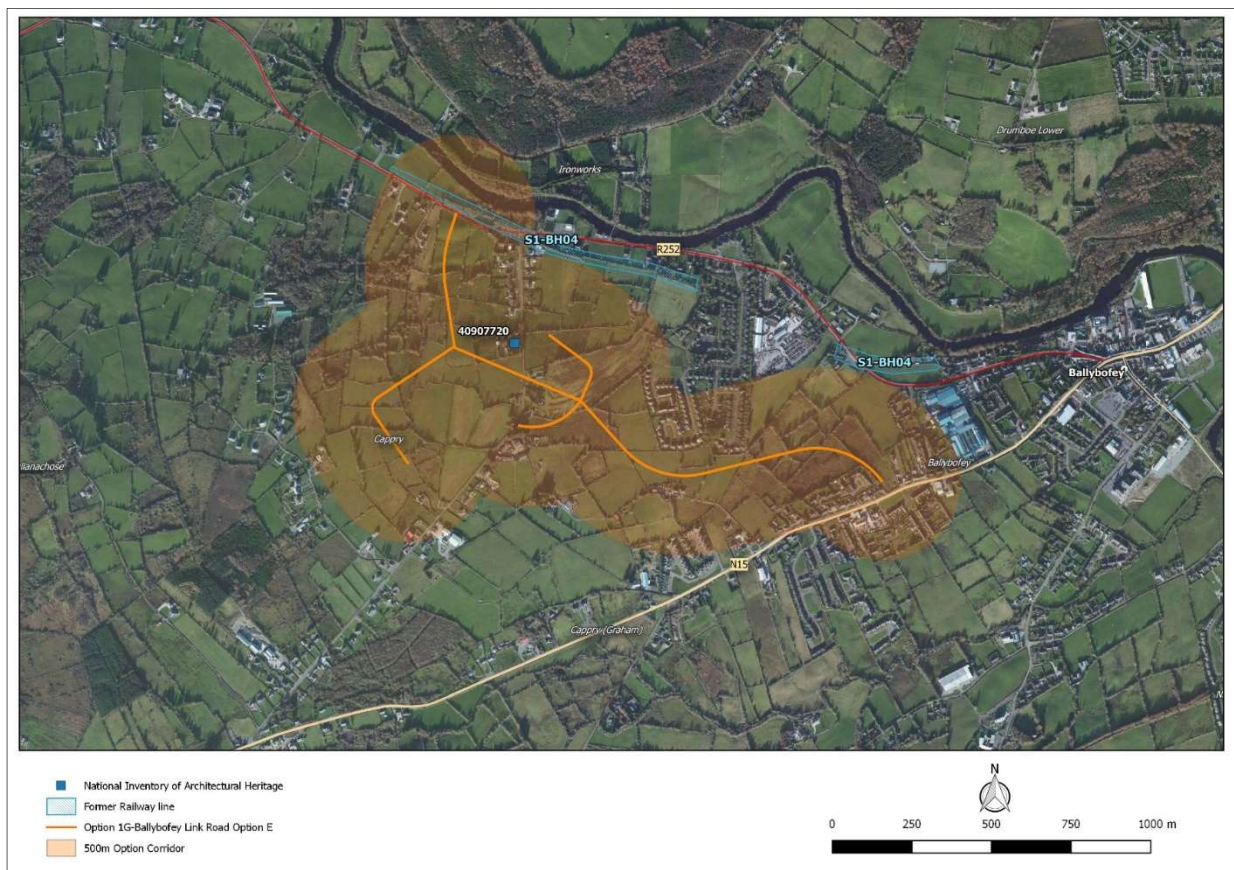 Drumboe Lower
Ironworks
S1-BH04
R252
40907720
S1-BH04
Ballybofey
Cappry
Ballybofey
N15
Cappry (Graham)
National Inventory of Architectural Heritage
Former Railway line
Option 1G-Ballybofey Link Road Option E
500m Option Corridor
N
0 250 500 750 1000 m